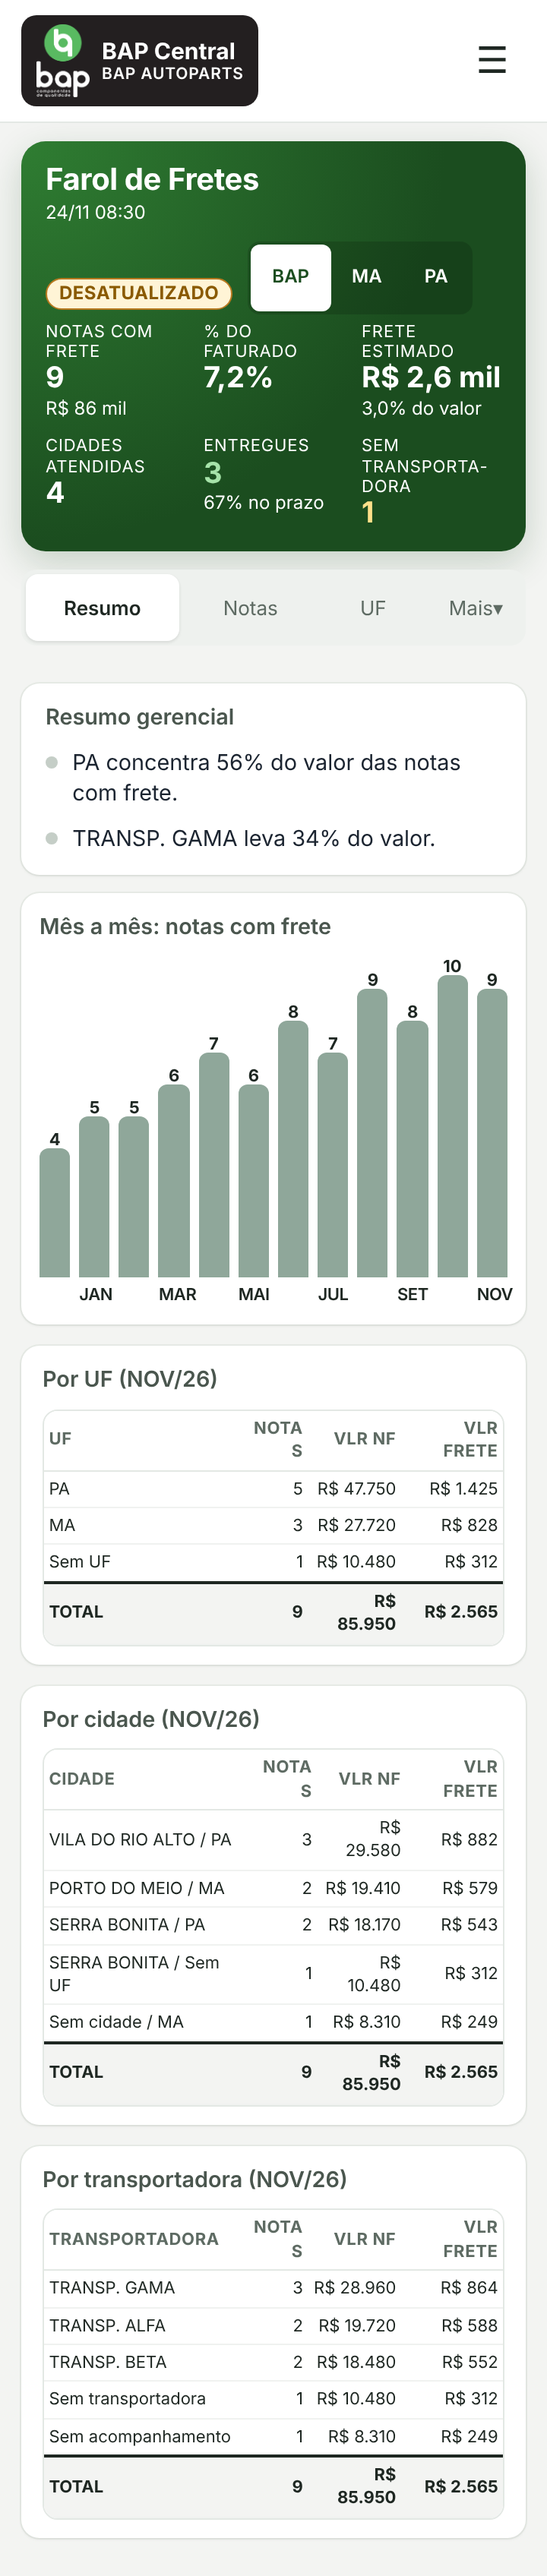 bap
BAP Central
BAP AUTOPARTS
☰
Farol de Fretes
24/11 08:30
DESATUALIZADO
BAP MA PA
NOTAS COM
FRETE
9
R$ 86 mil
% DO
FATURADO
7,2%
FRETE
ESTIMADO
R$ 2,6 mil
3,0% do valor
CIDADES
ATENDIDAS
4
ENTREGUES
3
67% no prazo
SEM
TRANSPORTA-
DORA
1
Resumo Notas UF Mais▾
Resumo gerencial
PA concentra 56% do valor das notas
com frete.
TRANSP. GAMA leva 34% do valor.
Mês a mês: notas com frete
4 5 5 6 7 6 8 7 9 8 10 9
JAN MAR MAI JUL SET NOV
Por UF (NOV/26)
UF NOTA
S VLR NF VLR
FRETE
PA 5 R$ 47.750 R$ 1.425
MA 3 R$ 27.720 R$ 828
Sem UF 1 R$ 10.480 R$ 312
TOTAL 9 R$
85.950 R$ 2.565
Por cidade (NOV/26)
CIDADE NOTA
S VLR NF VLR
FRETE
VILA DO RIO ALTO / PA 3 R$
29.580 R$ 882
PORTO DO MEIO / MA 2 R$ 19.410 R$ 579
SERRA BONITA / PA 2 R$ 18.170 R$ 543
SERRA BONITA / Sem
UF 1 R$
10.480 R$ 312
Sem cidade / MA 1 R$ 8.310 R$ 249
TOTAL 9 R$
85.950 R$ 2.565
Por transportadora (NOV/26)
TRANSPORTADORA NOTA
S VLR NF VLR
FRETE
TRANSP. GAMA 3 R$ 28.960 R$ 864
TRANSP. ALFA 2 R$ 19.720 R$ 588
TRANSP. BETA 2 R$ 18.480 R$ 552
Sem transportadora 1 R$ 10.480 R$ 312
Sem acompanhamento 1 R$ 8.310 R$ 249
TOTAL 9 R$
85.950 R$ 2.565